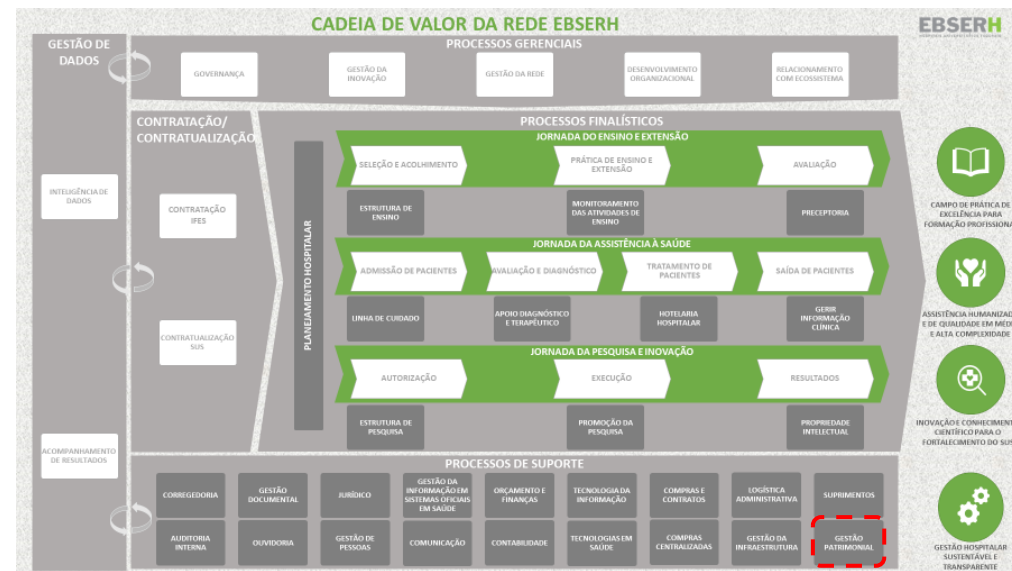 CADEIA DE VALOR DA REDE EBSERH
EBSERH
GESTÃO DE
DADOS
PROCESSOS GERENCIAIS
GOVERNANÇA
GESTÃO DA
INOVAÇÃO
GESTÃO DA REDE
DESENVOLVIMENTO
ORGANIZACIONAL
RELACIONAMENTO
COM ECOSSISTEMA
INTELIGÊNCIA DE
DADOS
ACOMPANHAMENTO
DE RESULTADOS
CONTRATAÇÃO/
CONTRATUALIZAÇÃO
CONTRATAÇÃO
IFES
CONTRATUALIZAÇÃO
SUS
PLANEJAMENTO HOSPITALAR
PROCESSOS FINALÍSTICOS
JORNADA DO ENSINO E EXTENSÃO
SELEÇÃO E ACOLHIMENTO
PRÁTICA DE ENSINO E
EXTENSÃO
AVALIAÇÃO
ESTRUTURA DE
ENSINO
MONITORAMENTO
DAS ATIVIDADES DE
ENSINO
PRECEPTORIA
JORNADA DA ASSISTÊNCIA À SAÚDE
ADMISSÃO DE PACIENTES
AVALIAÇÃO E DIAGNÓSTICO
TRATAMENTO DE
PACIENTES
SAÍDA DE PACIENTES
LINHA DE CUIDADO
APOIO DIAGNÓSTICO
E TERAPÊUTICO
HOTELARIA
HOSPITALAR
GERIR
INFORMAÇÃO
CLÍNICA
JORNADA DA PESQUISA E INOVAÇÃO
AUTORIZAÇÃO
EXECUÇÃO
RESULTADOS
ESTRUTURA DE
PESQUISA
PROMOÇÃO DA
PESQUISA
PROPRIEDADE
INTELECTUAL
CAMPO DE PRÁTICA DE
EXCELÊNCIA PARA
FORMAÇÃO PROFISSIONA
ASSISTÊNCIA HUMANIZAD
E DE QUALIDADE EM MÉDI
E ALTA COMPLEXIDADE
INOVAÇÃO E CONHECIMENT
CIENTÍFICO PARA O
FORTALECIMENTO DO SUS
GESTÃO HOSPITALAR
SUSTENTÁVEL E
TRANSPARENTE
PROCESSOS DE SUPORTE
CORREGEDORIA
GESTÃO
DOCUMENTAL
JURÍDICO
GESTÃO DA
INFORMAÇÃO EM
SISTEMAS OFICIAIS
EM SAÚDE
ORÇAMENTO E
FINANÇAS
TECNOLOGIA DA
INFORMAÇÃO
COMPRAS E
CONTRATOS
LOGÍSTICA
ADMINISTRATIVA
SUPRIMENTOS
AUDITORIA
INTERNA
OUVIDORIA
GESTÃO DE
PESSOAS
COMUNICAÇÃO
CONTABILIDADE
TECNOLOGIAS EM
SAÚDE
COMPRAS
CENTRALIZADAS
GESTÃO DA
INFRAESTRUTURA
GESTÃO
PATRIMONIAL